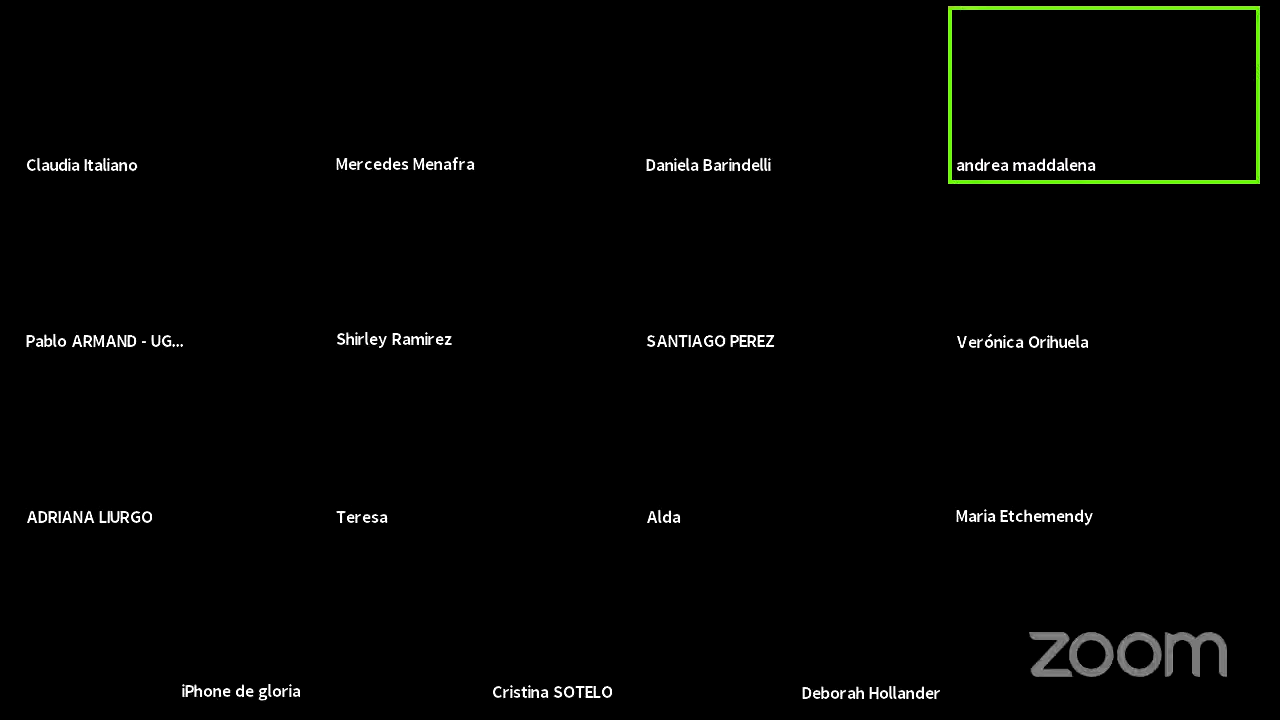 Claudia Italiano
Mercedes Menafra
Daniela Barindelli
andrea maddalena
Pablo ARMAND - UG...
Shirley Ramirez
SANTIAGO PEREZ
Verónica Orihuela
ADRIANA LIURGO
Teresa
Alda
Maria Etchemendy
iPhone de gloria
Cristina SOTELO
Deborah Hollander
zoom